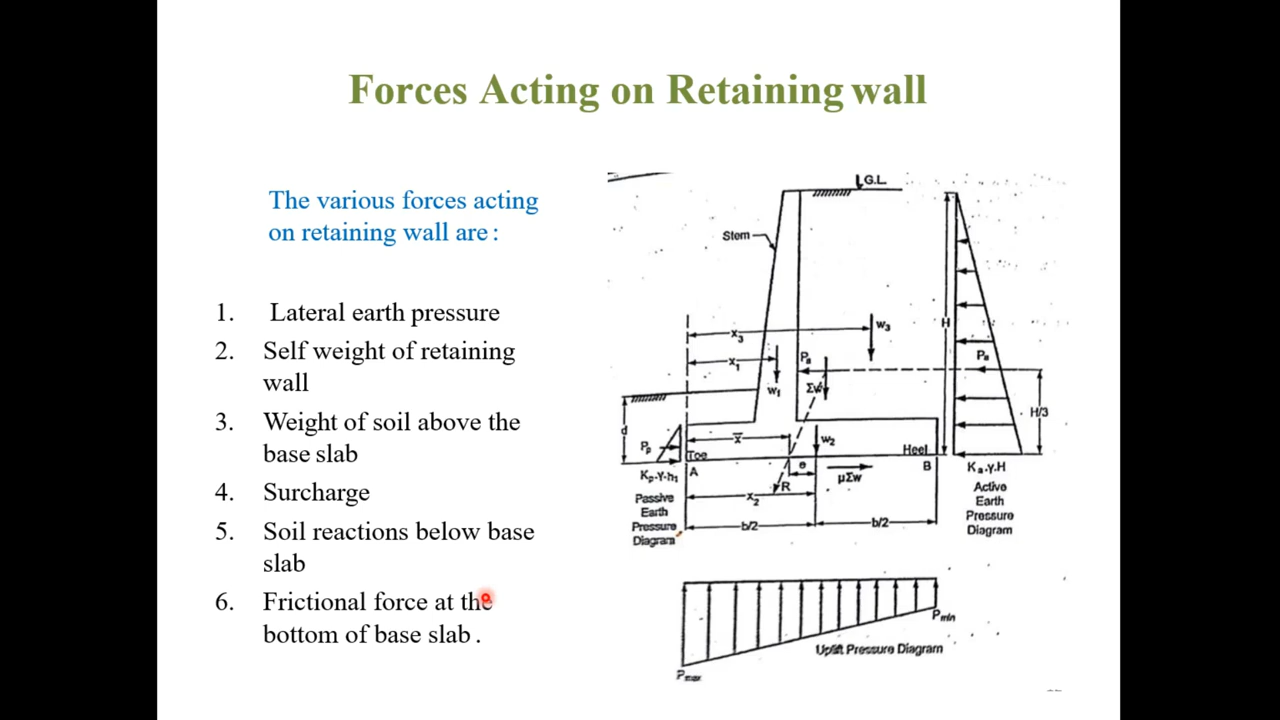 Forces Acting on Retaining wall
The various forces acting
on retaining wall are :
1. Lateral earth pressure
2. Self weight of retaining
wall
3. Weight of soil above the
base slab
4. Surcharge
5. Soil reactions below base
slab
6. Frictional force at the
bottom of base slab .
G.L.
Stem
x₃
w₃
H
x₁
w₁
Pₐ
Σw
Pₐ
H/3
d
x̅
w₂
Pₚ
Toe
Heel
A
e
B
R
μΣw
x₂
b/2
b/2
Kₚ.γ.h₁
Passive
Earth
Pressure
Diagram
Kₐ.γ.H
Active
Earth
Pressure
Diagram
Pmin
Uplift Pressure Diagram
Pmax